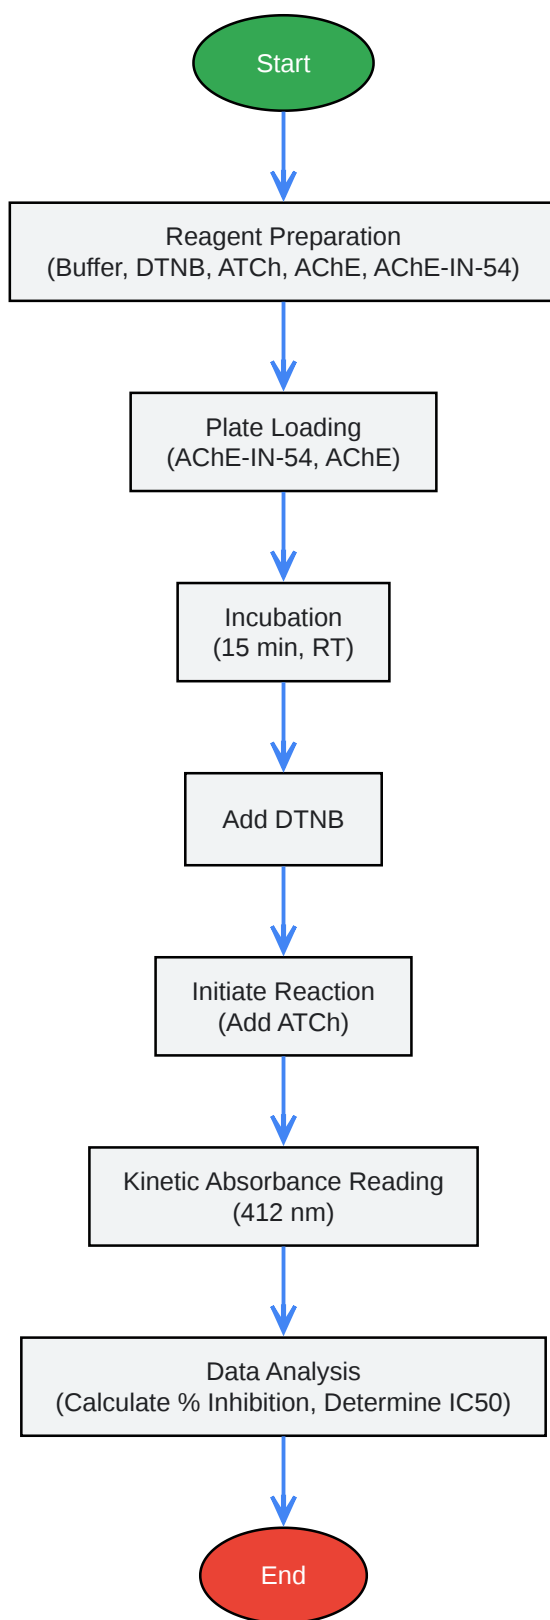 Start
Reagent Preparation
(Buffer, DTNB, ATCh, AChE, AChE-IN-54)
Plate Loading
(AChE-IN-54, AChE)
Incubation
(15 min, RT)
Add DTNB
Initiate Reaction
(Add ATCh)
Kinetic Absorbance Reading
(412 nm)
Data Analysis
(Calculate % Inhibition, Determine IC50)
End